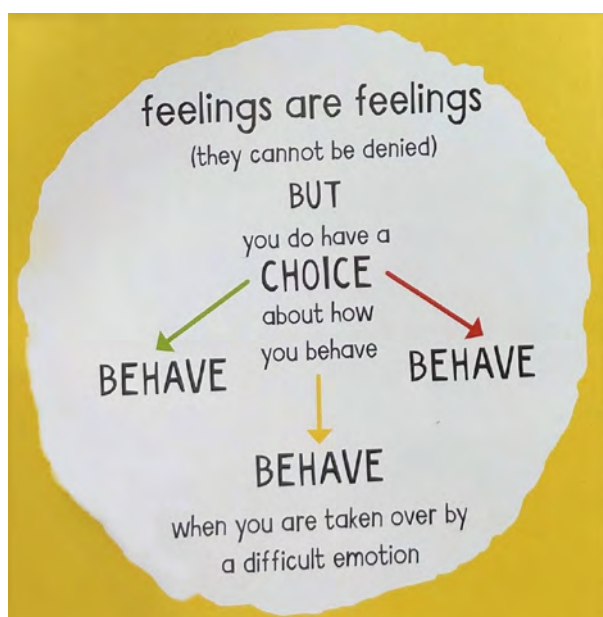 feelings are feelings
(they cannot be denied)
BUT
you do have a
CHOICE
about how
you behave
BEHAVE
BEHAVE
BEHAVE
when you are taken over by
a difficult emotion